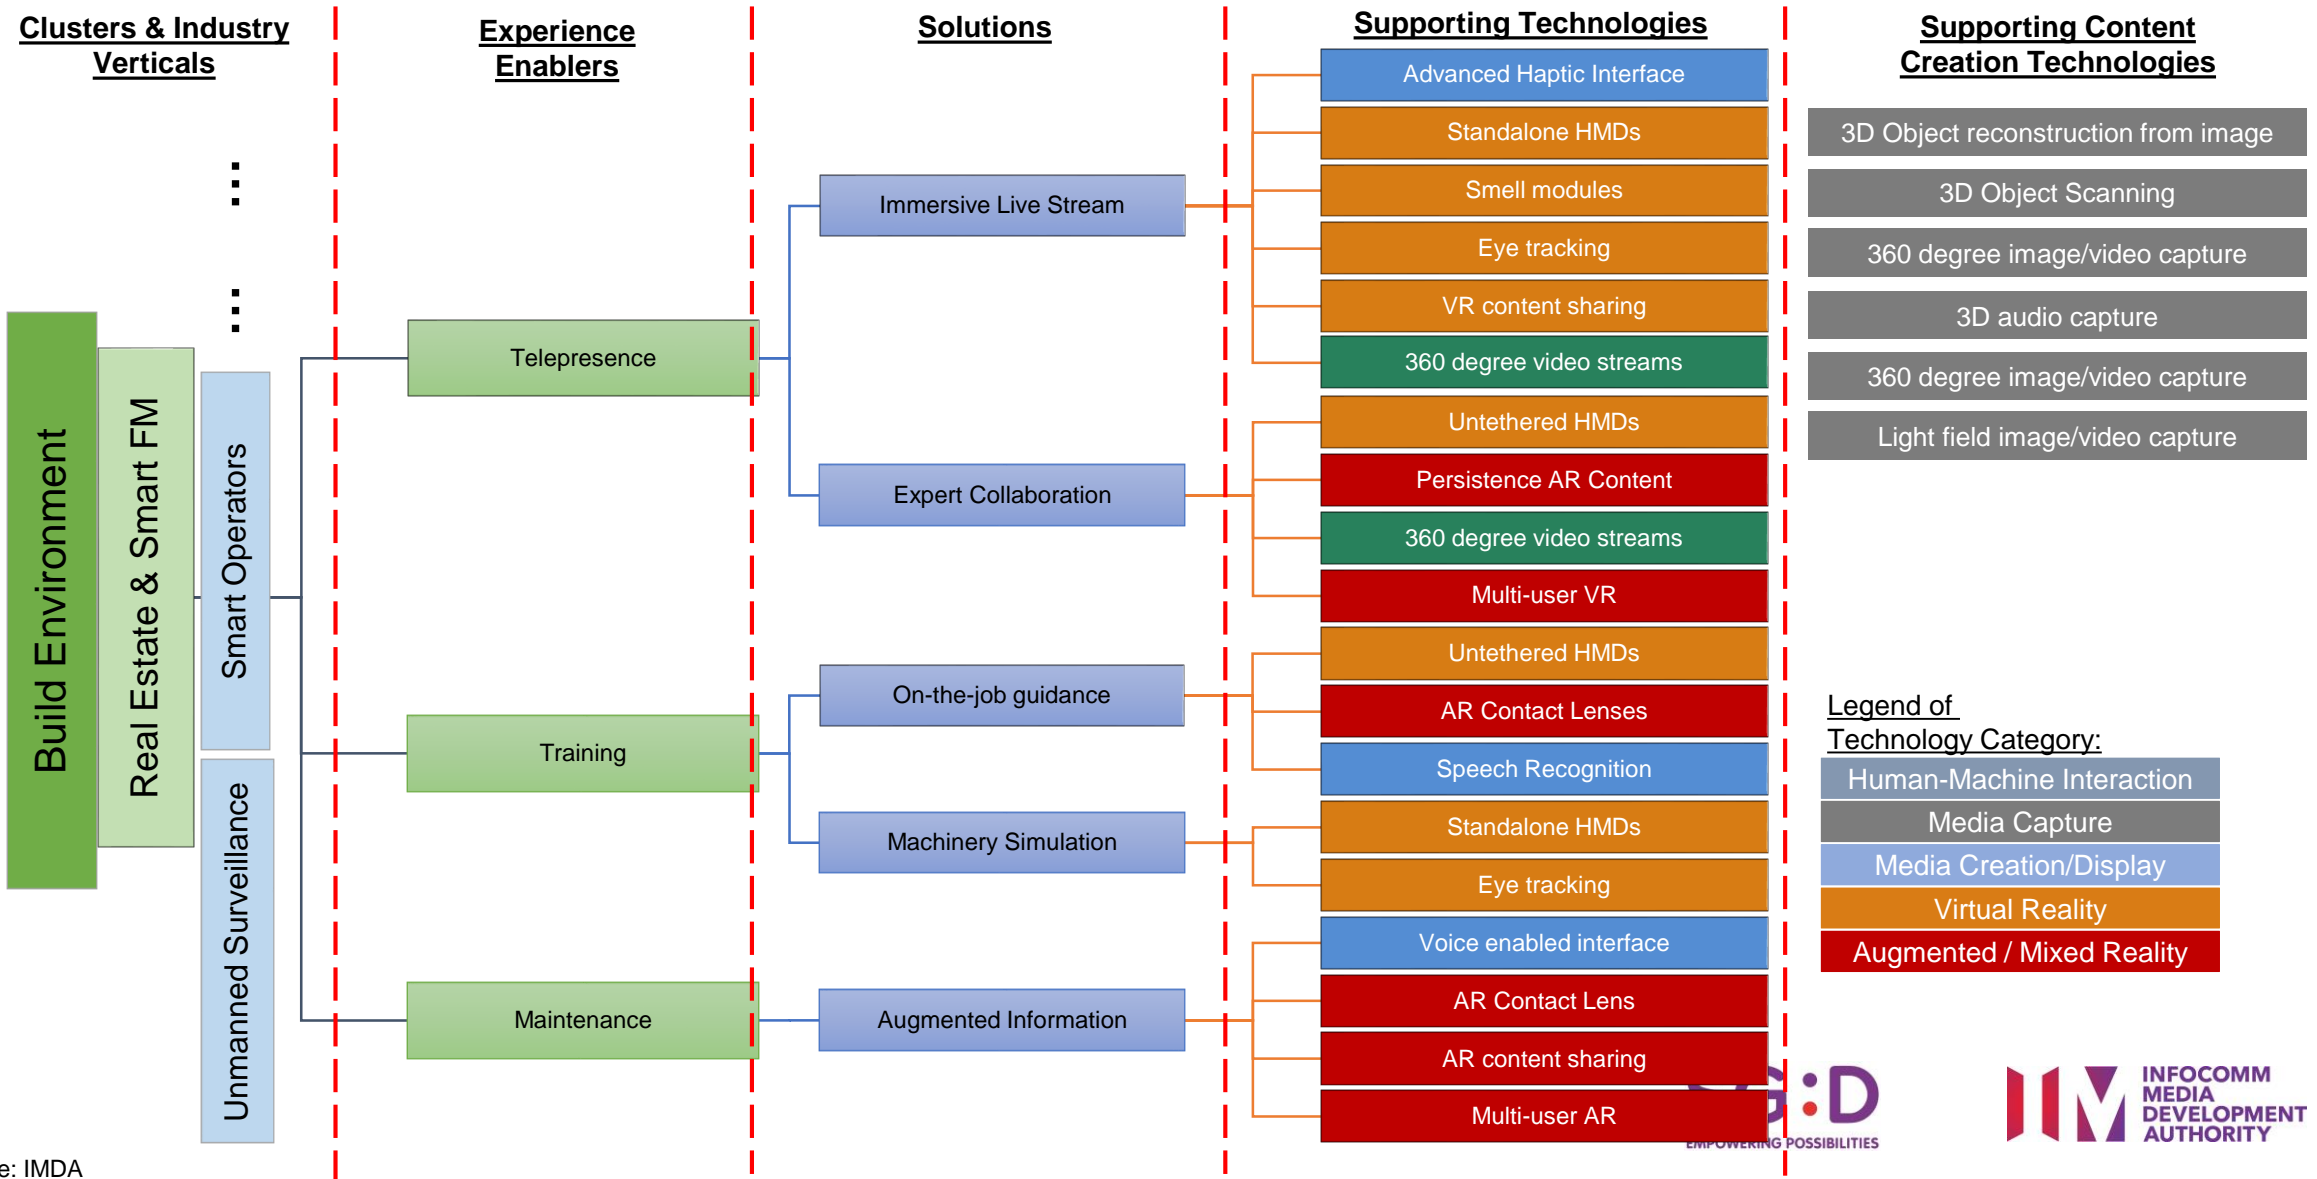 Clusters & Industry
Verticals
Experience
Enablers
Solutions
Supporting Technologies
Supporting Content
Creation Technologies
Build Environment
Real Estate & Smart FM
Smart Operators
Unmanned Surveillance
...
...
Telepresence
Training
Maintenance
Immersive Live Stream
Expert Collaboration
On-the-job guidance
Machinery Simulation
Augmented Information
Advanced Haptic Interface
Standalone HMDs
Smell modules
Eye tracking
VR content sharing
360 degree video streams
Untethered HMDs
Persistence AR Content
360 degree video streams
Multi-user VR
Untethered HMDs
AR Contact Lenses
Speech Recognition
Standalone HMDs
Eye tracking
Voice enabled interface
AR Contact Lens
AR content sharing
Multi-user AR
3D Object reconstruction from image
3D Object Scanning
360 degree image/video capture
3D audio capture
360 degree image/video capture
Light field image/video capture
Legend of
Technology Category:
Human-Machine Interaction
Media Capture
Media Creation/Display
Virtual Reality
Augmented / Mixed Reality
G:D
EMPOWERING POSSIBILITIES
IM
INFOCOMM
MEDIA
DEVELOPMENT
AUTHORITY
e: IMDA